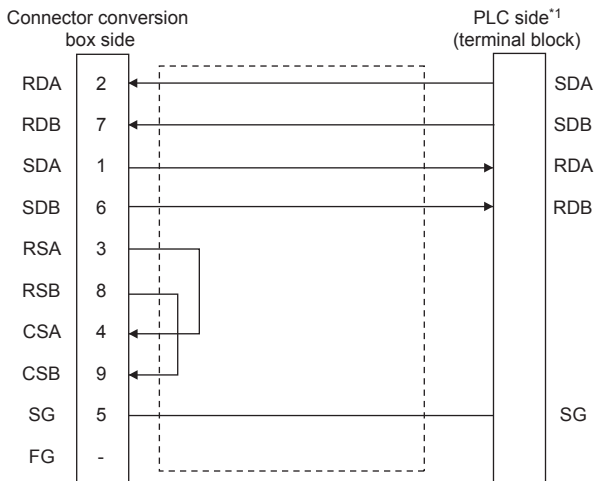 Connector conversion
box side
PLC side*1
(terminal block)
RDA 2 SDA
RDB 7 SDB
SDA 1 RDA
SDB 6 RDB
RSA 3
RSB 8
CSA 4
CSB 9
SG 5 SG
FG -